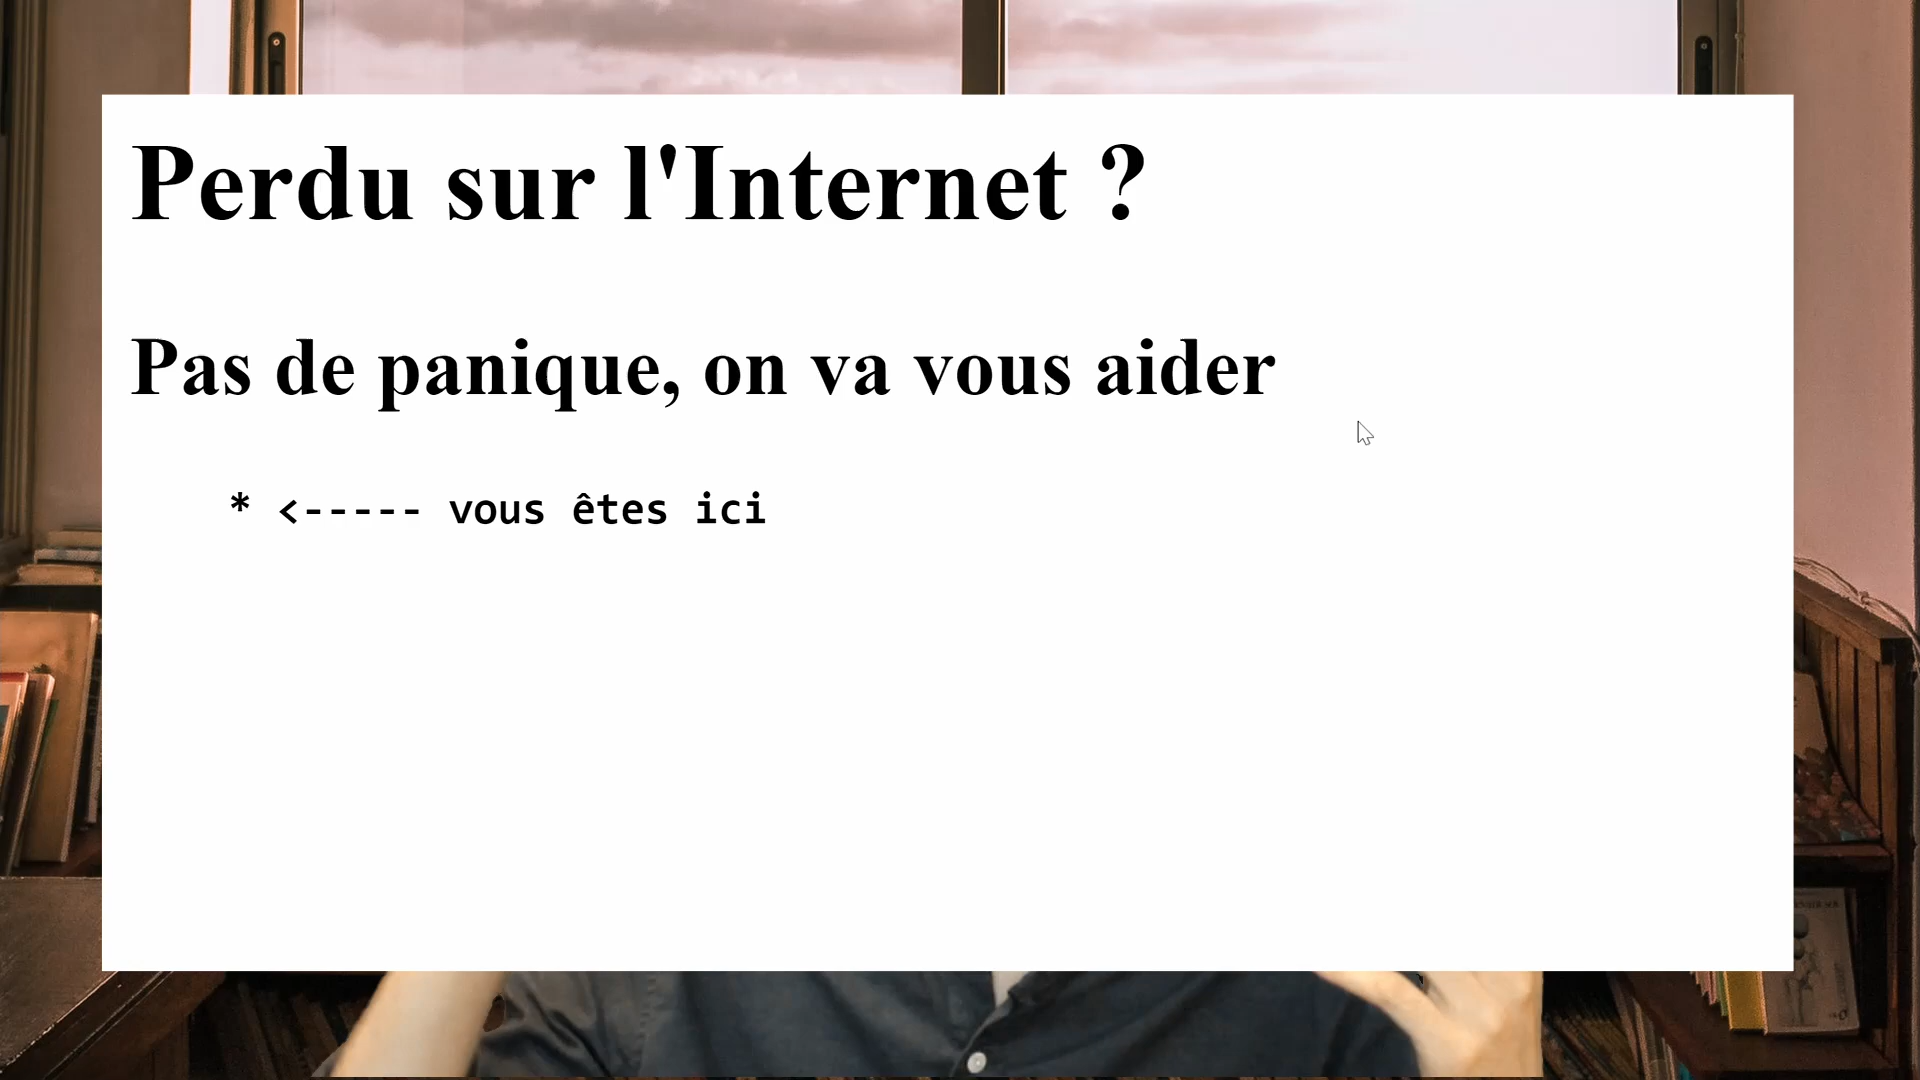 Perdu sur l'Internet ?
Pas de panique, on va vous aider
* <----- vous êtes ici